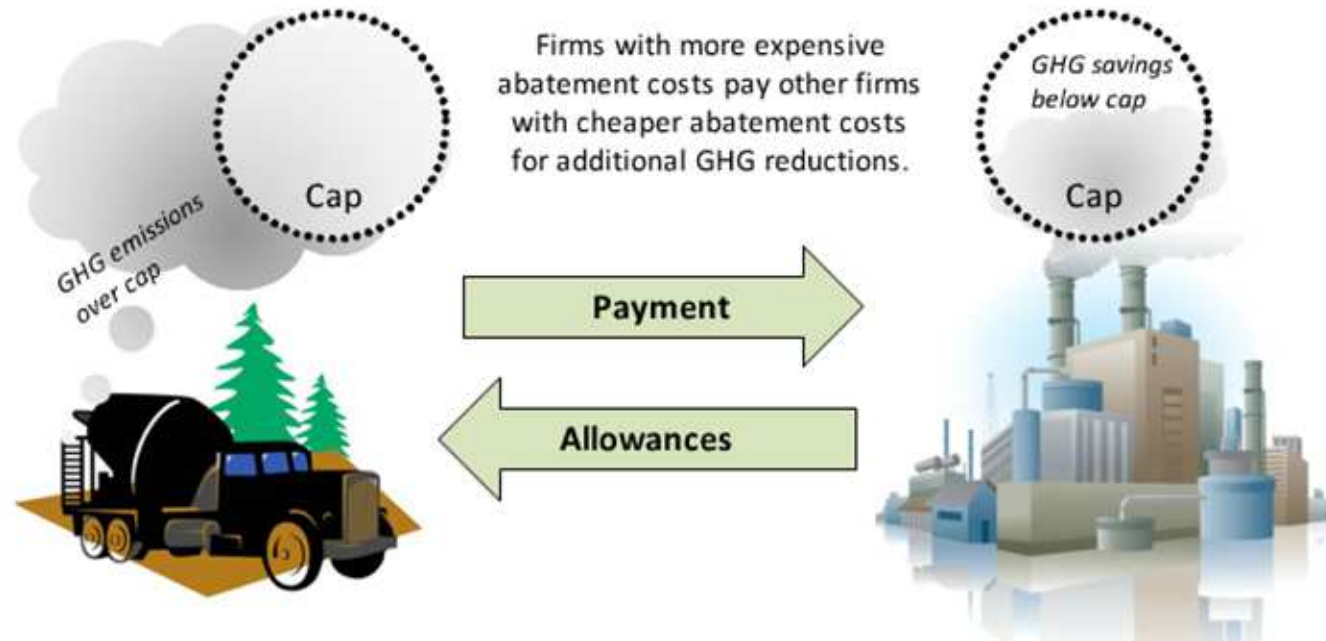 Firms with more expensive
abatement costs pay other firms
with cheaper abatement costs
for additional GHG reductions.
GHG savings
below cap
Cap
Cap
GHG emissions
over cap
Payment
Allowances